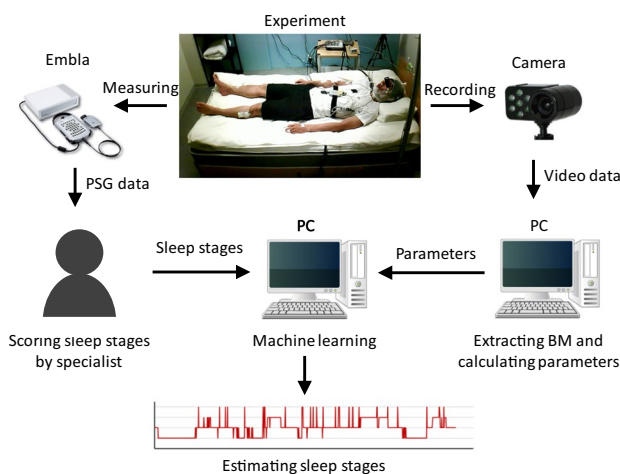 Experiment
Embla
Camera
Measuring
Recording
PSG data
Video data
PC
PC
Sleep stages
Parameters
Scoring sleep stages
by specialist
Machine learning
Extracting BM and
calculating parameters
Estimating sleep stages